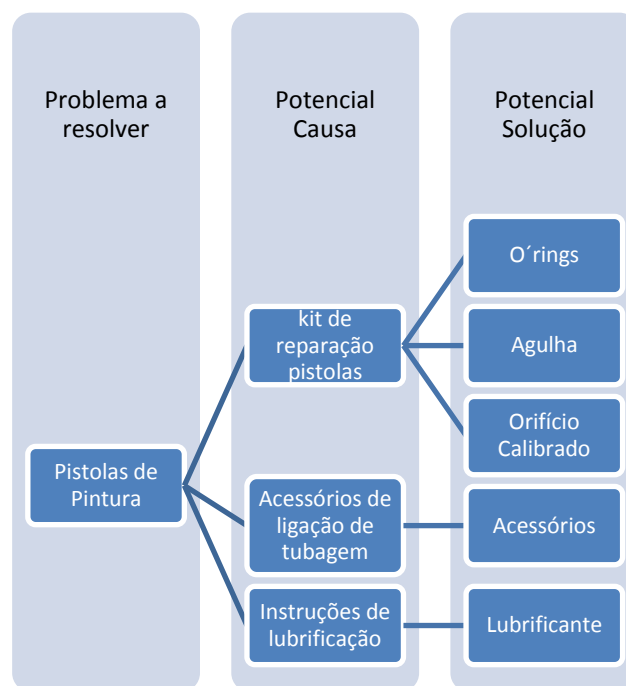 Problema a
resolver
Potencial
Causa
Potencial
Solução
Pistolas de
Pintura
kit de
reparação
pistolas
Acessórios de
ligação de
tubagem
Instruções de
lubrificação
O´rings
Agulha
Orifício
Calibrado
Acessórios
Lubrificante